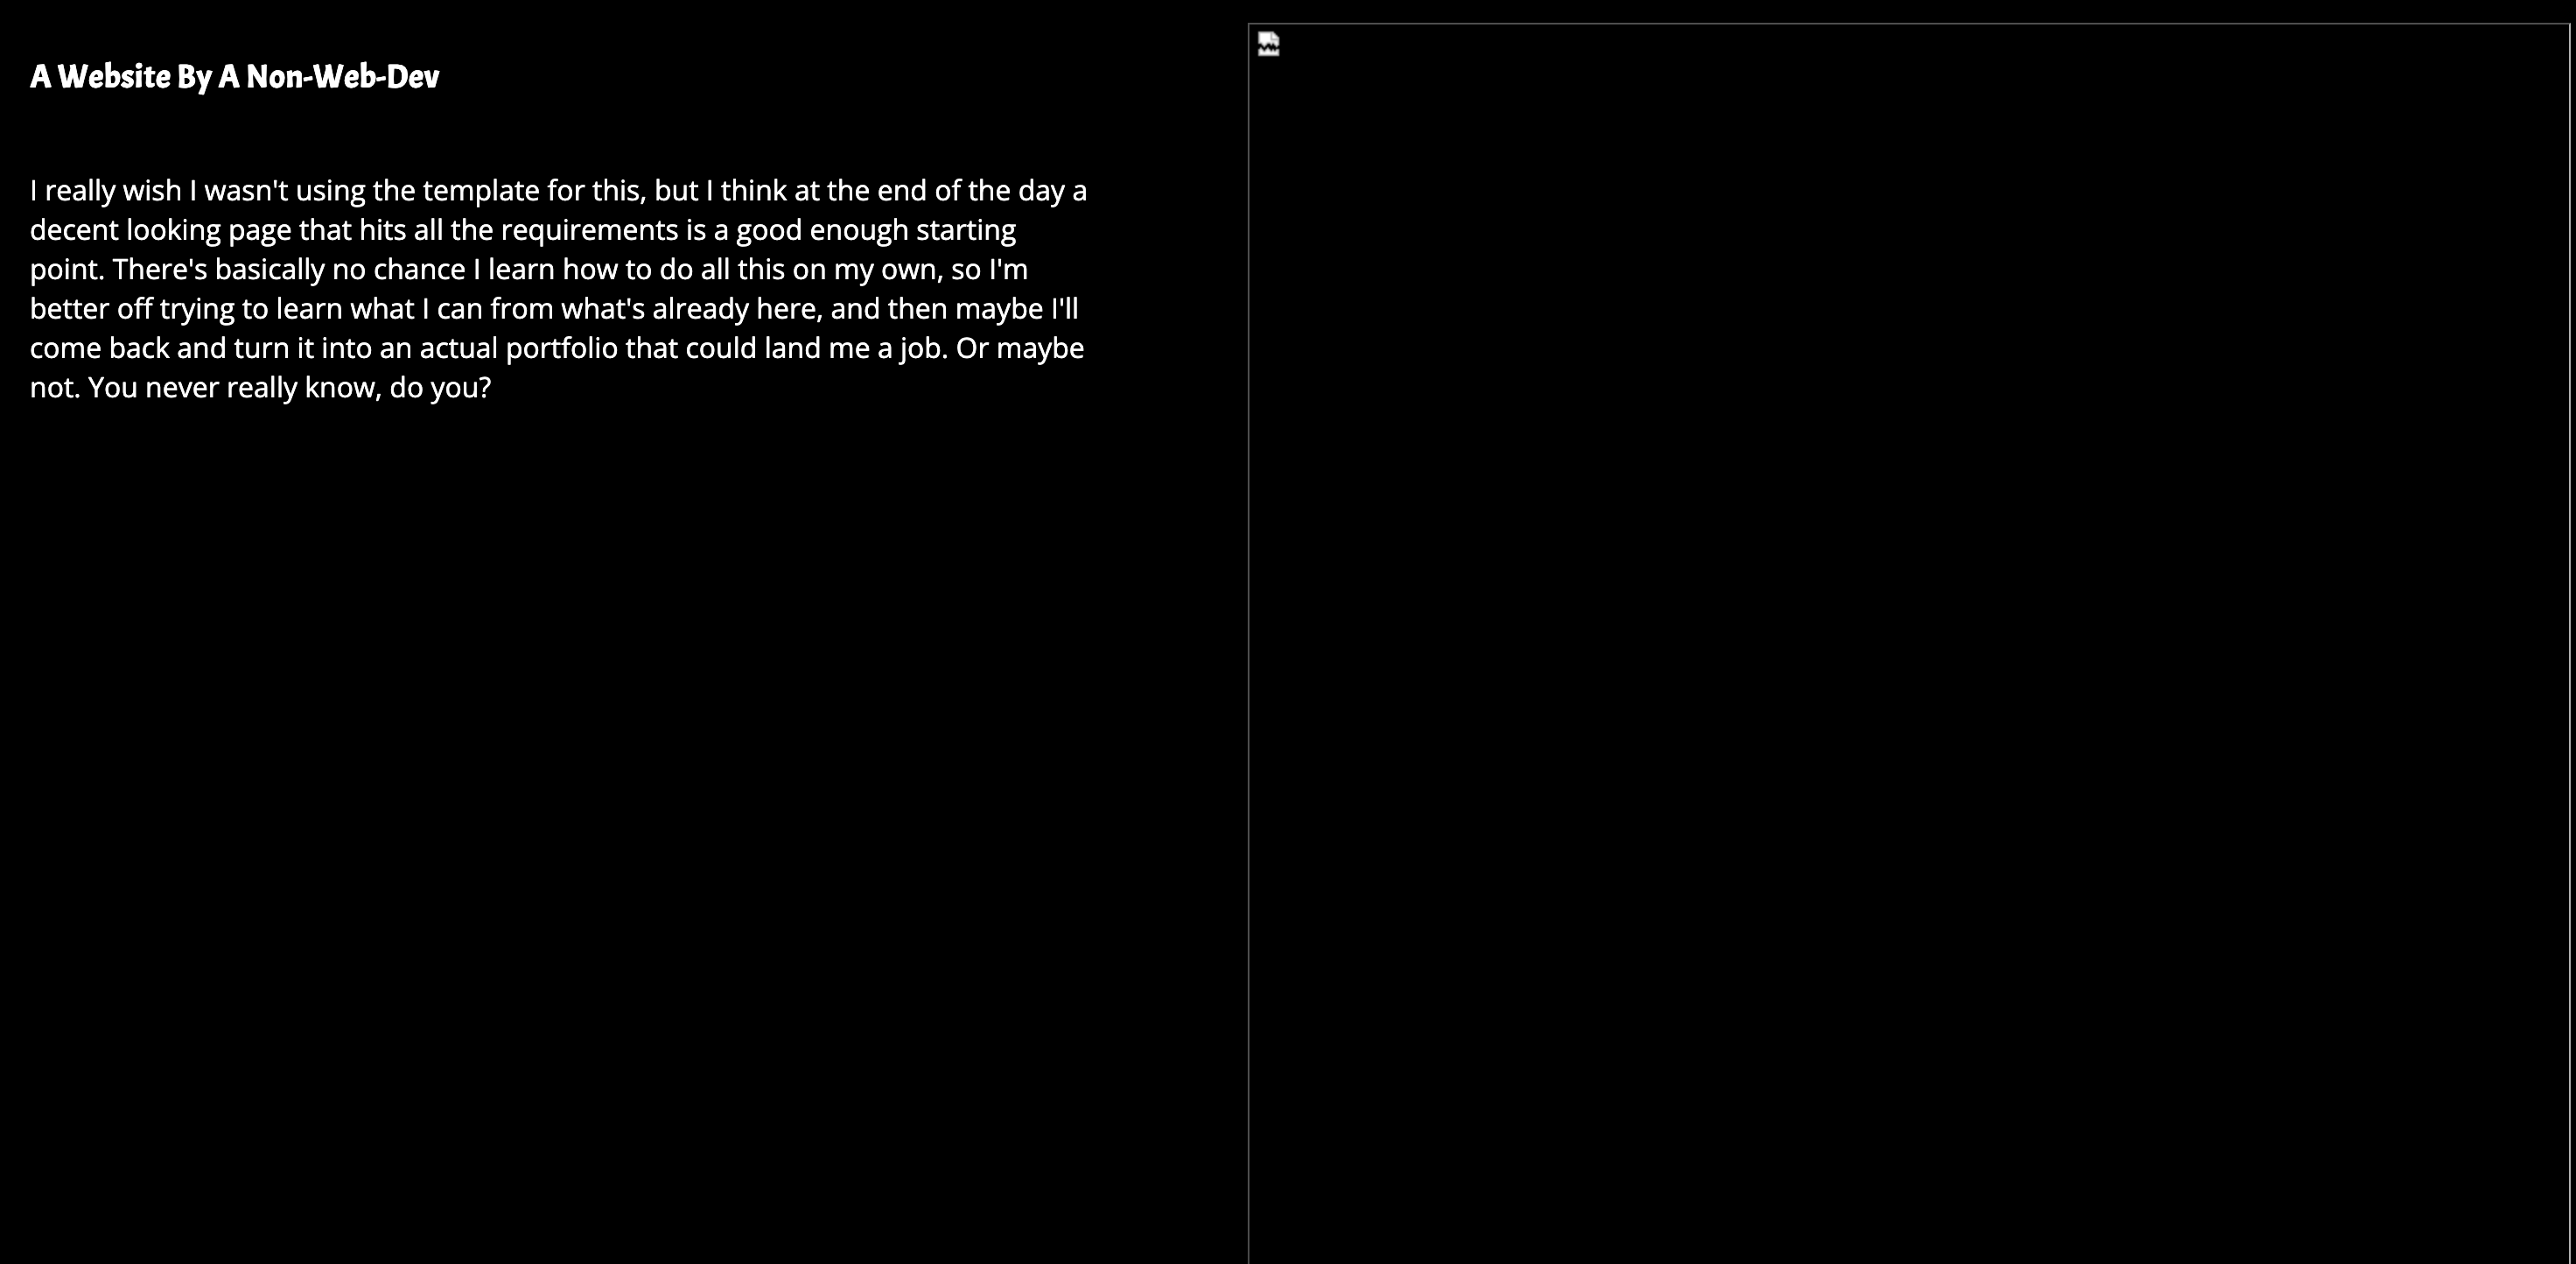 A Website By A Non-Web-Dev
I really wish I wasn't using the template for this, but I think at the end of the day a
decent looking page that hits all the requirements is a good enough starting
point. There's basically no chance I learn how to do all this on my own, so I'm
better off trying to learn what I can from what's already here, and then maybe I'll
come back and turn it into an actual portfolio that could land me a job. Or maybe
not. You never really know, do you?